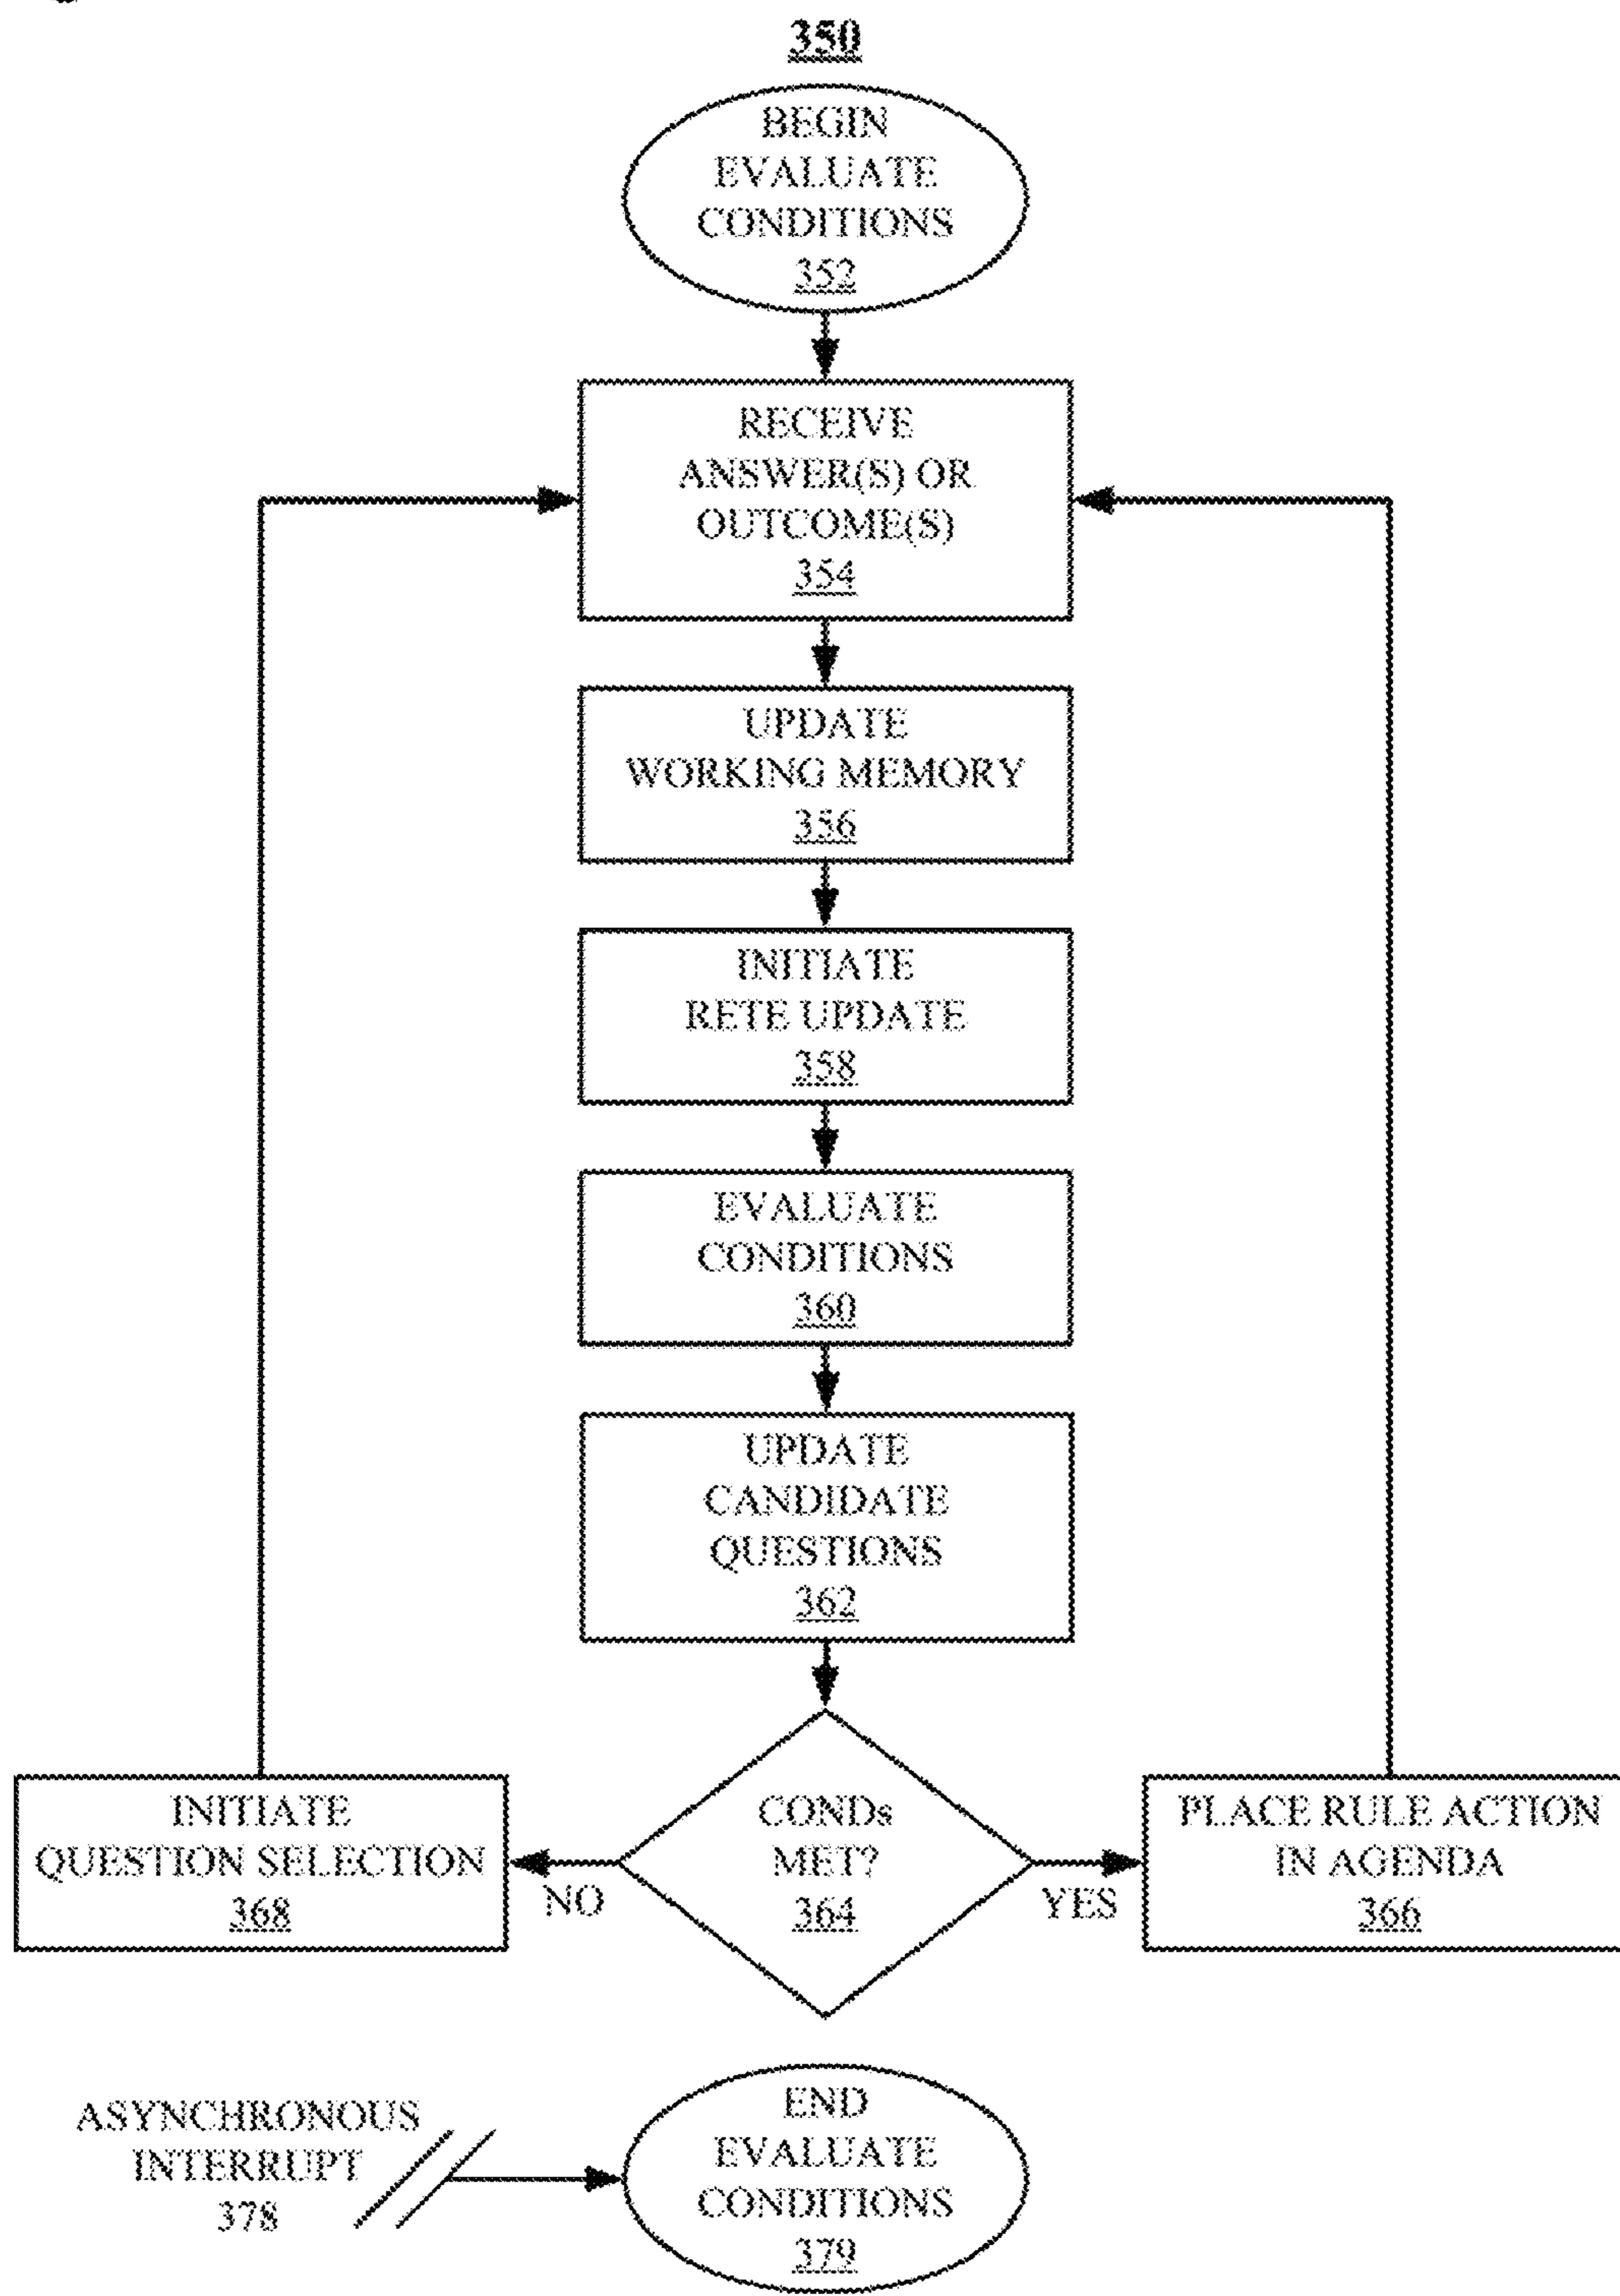 350
BEGIN
EVALUATE
CONDITIONS
352
RECEIVE
ANSWER(S) OR
OUTCOME(S)
354
UPDATE
WORKING MEMORY
356
INITIATE
RETE UPDATE
358
EVALUATE
CONDITIONS
360
UPDATE
CANDIDATE
QUESTIONS
362
INITIATE
QUESTION SELECTION
368
NO
CONDs
MET?
364
YES
PLACE RULE ACTION
IN AGENDA
366
ASYNCHRONOUS
INTERRUPT
378
END
EVALUATE
CONDITIONS
379